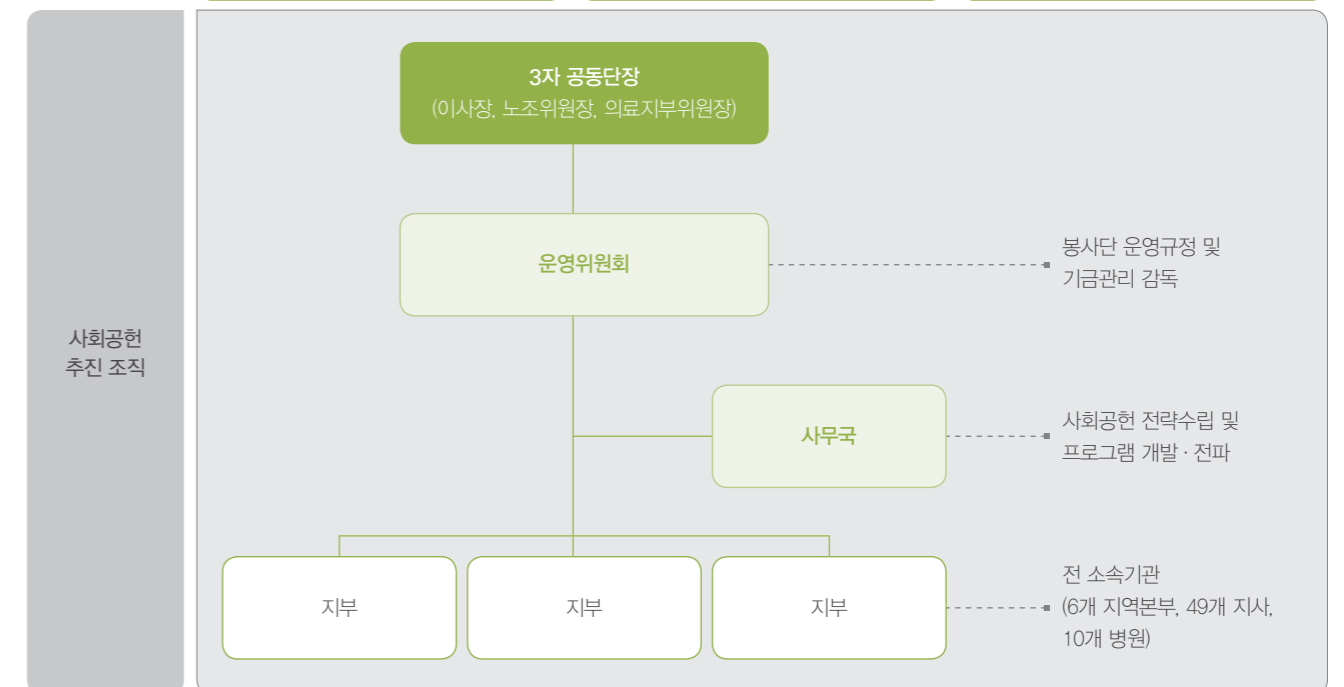 사회공헌
추진 조직
3자 공동단장
(이사장, 노조위원장, 의료지부위원장)
운영위원회
봉사단 운영규정 및
기금관리 감독
사무국
사회공헌 전략수립 및
프로그램 개발 · 전파
지부
지부
지부
전 소속기관
(6개 지역본부, 49개 지사,
10개 병원)